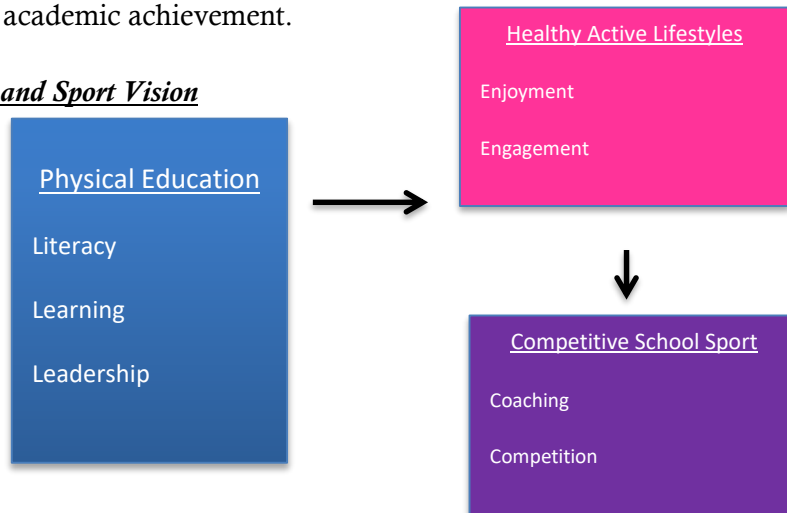 academic achievement.
and Sport Vision
Physical Education
Literacy
Learning
Leadership
Healthy Active Lifestyles
Enjoyment
Engagement
Competitive School Sport
Coaching
Competition